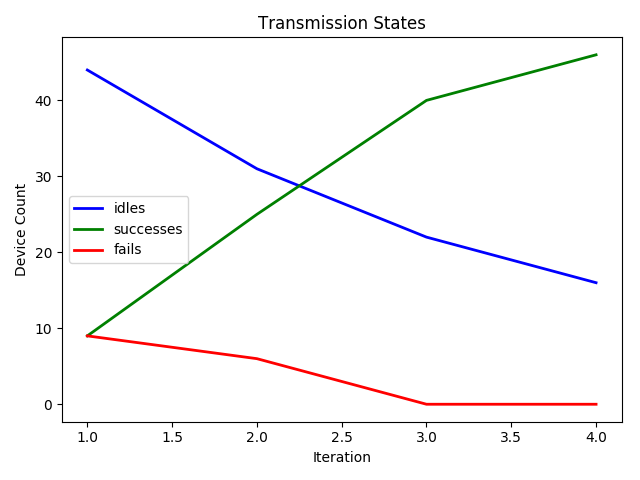 Transmission States
Device Count
40
30
20
10
0
idles
successes
fails
1.0 1.5 2.0 2.5 3.0 3.5 4.0
Iteration